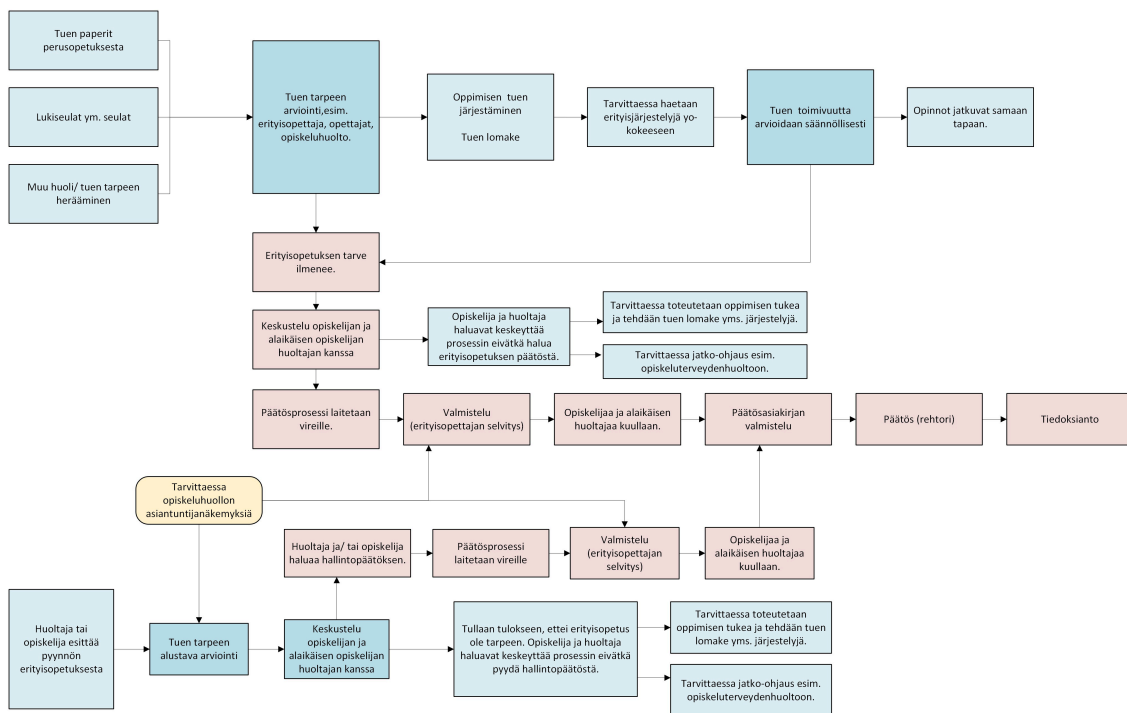 Tuen paperit
perusopetuksesta
Lukiseulat ym. seulat
Muu huoli/ tuen tarpeen
herääminen
Tuen tarpeen
arviointi,esim.
erityisopettaja, opettajat,
opiskeluhuolto.
Oppimisen tuen
järjestäminen
Tuen lomake
Tarvittaessa haetaan
erityisjärjestelyjä yo-
kokeeseen
Tuen toimivuutta
arvioidaan säännöllisesti
Opinnot jatkuvat samaan
tapaan.
Erityisopetuksen tarve
ilmenee.
Keskustelu opiskelijan ja
alaikäisen opiskelijan
huoltajan kanssa
Opiskelija ja huoltaja
haluavat keskeyttää
prosessin eivätkä halua
erityisopetuksen päätöstä.
Tarvittaessa toteutetaan oppimisen tukea
ja tehdään tuen lomake yms. järjestelyjä.
Tarvittaessa jatko-ohjaus esim.
opiskeluterveydenhuoltoon.
Päätösprosessi laitetaan
vireille.
Valmistelu
(erityisopettajan selvitys)
Opiskelijaa ja alaikäisen
huoltajaa kuullaan.
Päätösasiakirjan
valmistelu
Päätös (rehtori)
Tiedoksianto
Tarvittaessa
opiskeluhuollon
asiantuntijanäkemyksiä
Huoltaja ja/ tai opiskelija
haluaa hallintopäätöksen.
Päätösprosessi
laitetaan vireille
Valmistelu
(erityisopettajan
selvitys)
Opiskelijaa ja
alaikäisen huoltajaa
kuullaan.
Huoltaja tai
opiskelija esittää
pyynnön
erityisopetuksesta
Tuen tarpeen
alustava arviointi
Keskustelu
opiskelijan ja
alaikäisen opiskelijan
huoltajan kanssa
Tullaan tulokseen, ettei erityisopetus
ole tarpeen. Opiskelija ja huoltaja
haluavat keskeyttää prosessin eivätkä
pyydä hallintopäätöstä.
Tarvittaessa toteutetaan
oppimisen tukea ja tehdään tuen
lomake yms. järjestelyjä.
Tarvittaessa jatko-ohjaus esim.
opiskeluterveydenhuoltoon.